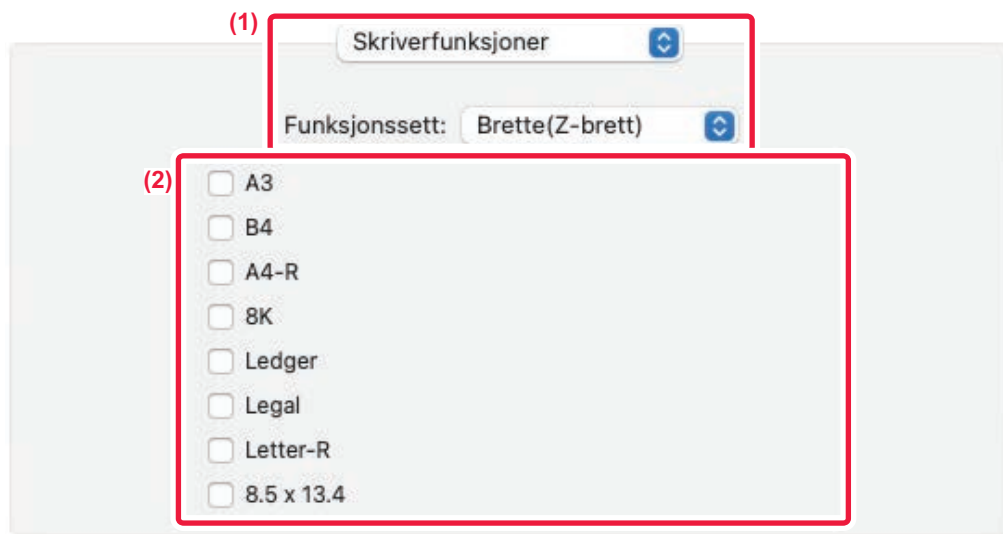 (1)
Skriverfunksjoner
Funksjonssett: Brette(Z-brett)
(2)
A3
B4
A4-R
8K
Ledger
Legal
Letter-R
8.5 x 13.4